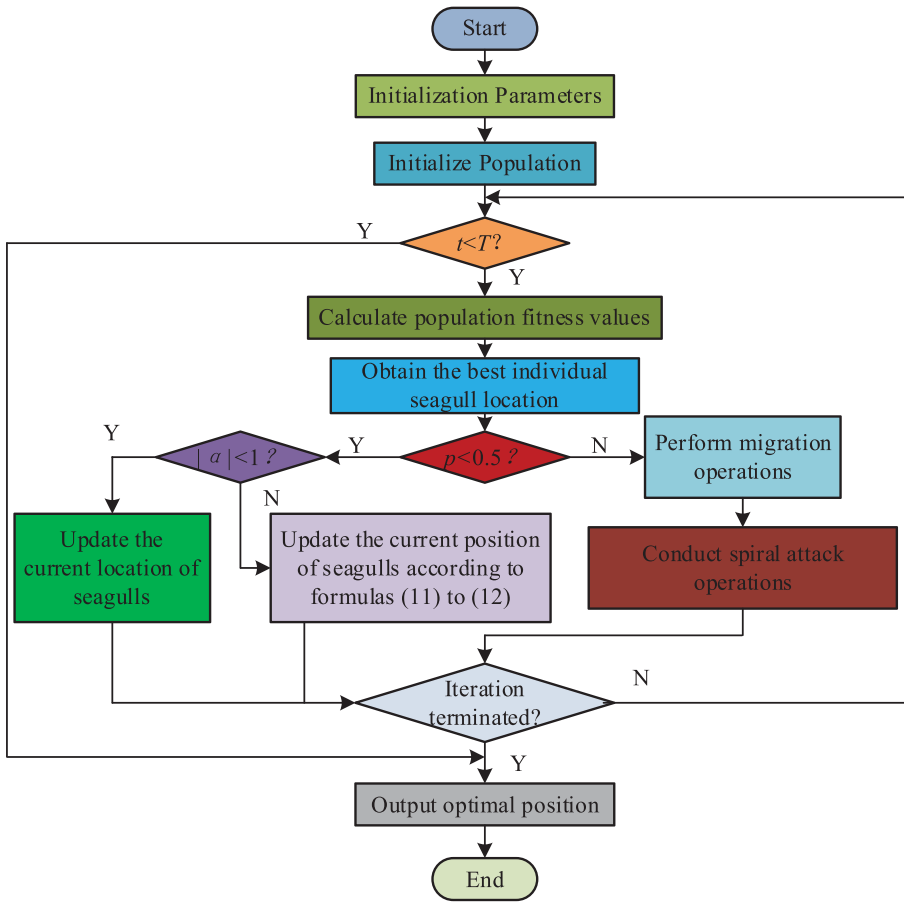 Start
Initialization Parameters
Initialize Population
Y
t<T?
Y
Calculate population fitness values
Obtain the best individual
seagull location
Y
|α|<1?
Y
p<0.5?
N
Perform migration
operations
N
Update the
current location of
seagulls
Update the current position
of seagulls according to
formulas (11) to (12)
Conduct spiral attack
operations
Iteration
terminated?
N
Y
Output optimal position
End